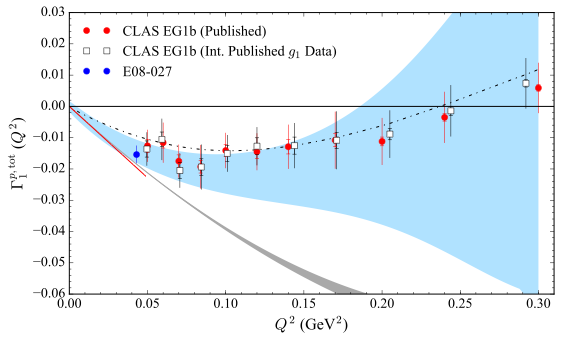 CLAS EG1b (Published)
CLAS EG1b (Int. Published g₁ Data)
E08-027
Γ₁^{p, tot} (Q²)
0.03
0.02
0.01
0.00
−0.01
−0.02
−0.03
−0.04
−0.05
−0.06
0.00 0.05 0.10 0.15 0.20 0.25 0.30
Q² (GeV²)